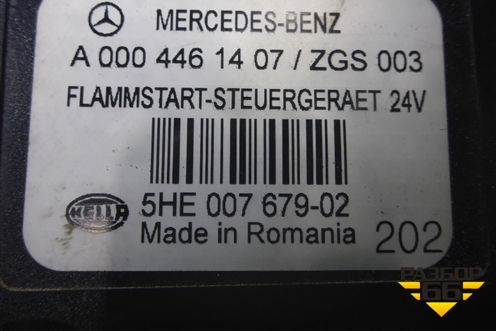 MERCEDES-BENZ
A 000 446 14 07 / ZGS 003
FLAMMSTART-STEUERGERAET 24V
HELLA
5HE 007 679-02
Made in Romania
202
РАЗБОР
66